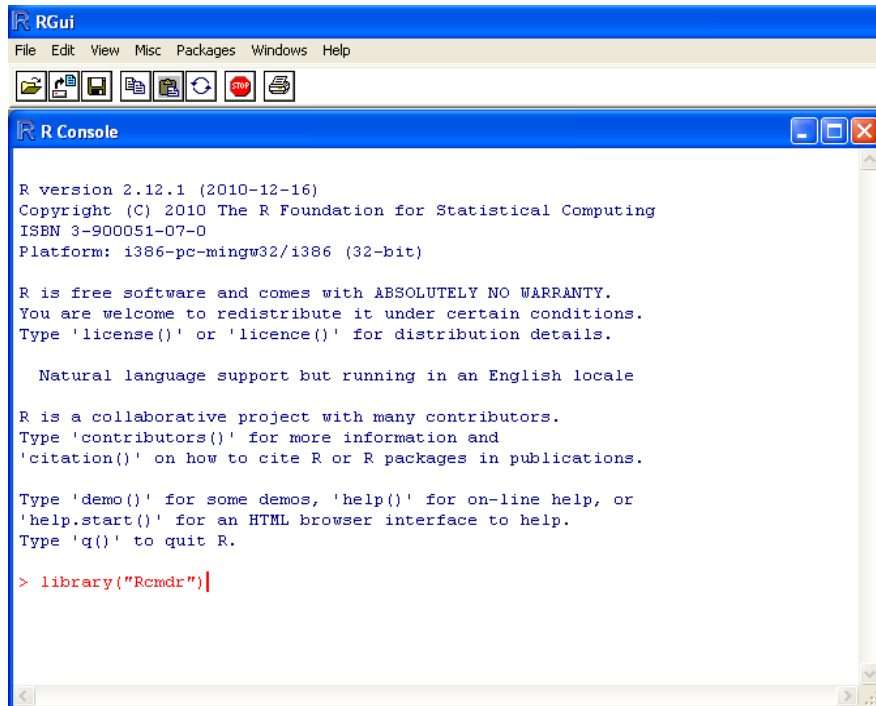 RGui
File Edit View Misc Packages Windows Help
STOP
R Console
R version 2.12.1 (2010-12-16)
Copyright (C) 2010 The R Foundation for Statistical Computing
ISBN 3-900051-07-0
Platform: i386-pc-mingw32/i386 (32-bit)
R is free software and comes with ABSOLUTELY NO WARRANTY.
You are welcome to redistribute it under certain conditions.
Type 'license()' or 'licence()' for distribution details.
Natural language support but running in an English locale
R is a collaborative project with many contributors.
Type 'contributors()' for more information and
'citation()' on how to cite R or R packages in publications.
Type 'demo()' for some demos, 'help()' for on-line help, or
'help.start()' for an HTML browser interface to help.
Type 'q()' to quit R.
> library("Rcmdr")